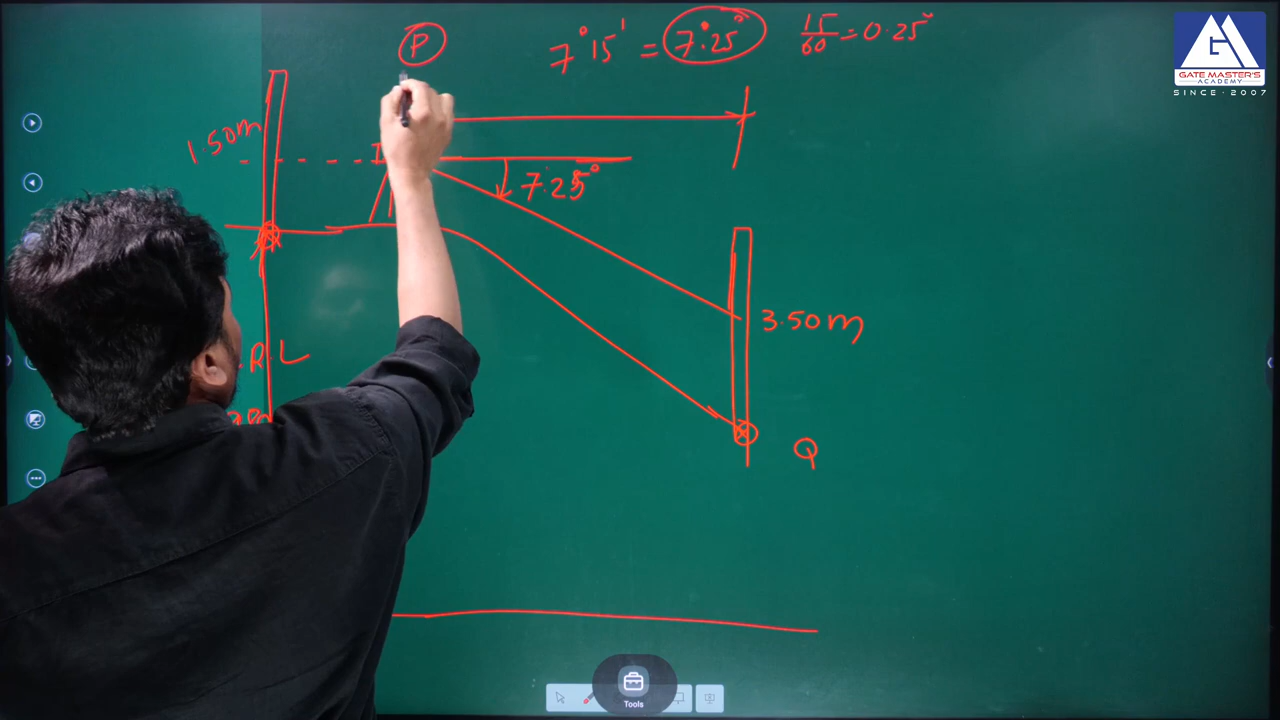 P
7°15' = 7°.25°
15/60 = 0.25°
GATE MASTER'S
ACADEMY
SINCE-2007
1.50m
7.25°
3.50m
R.L
Q
Tools